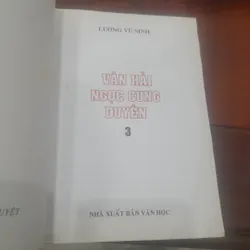 LƯƠNG VŨ SINH
VÂN HẢI
NGỌC CUNG
DUYÊN
3
NHÀ XUẤT BẢN VĂN HỌC